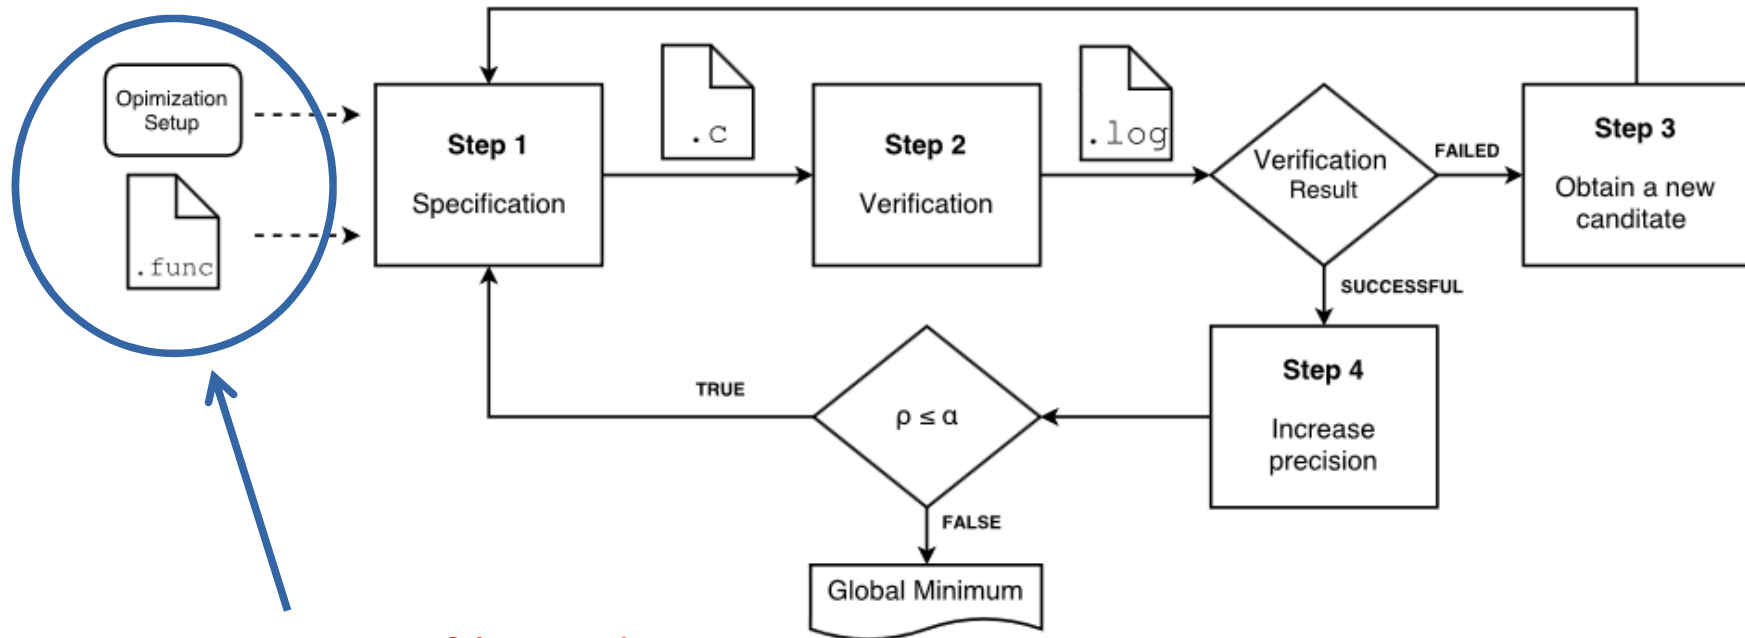 Opimization
Setup
.func
Step 1
Specification
.c
Step 2
Verification
.log
Verification
Result
FAILED
Step 3
Obtain a new
canditate
SUCCESSFUL
Step 4
Increase
precision
ρ ≤ α
TRUE
FALSE
Global Minimum